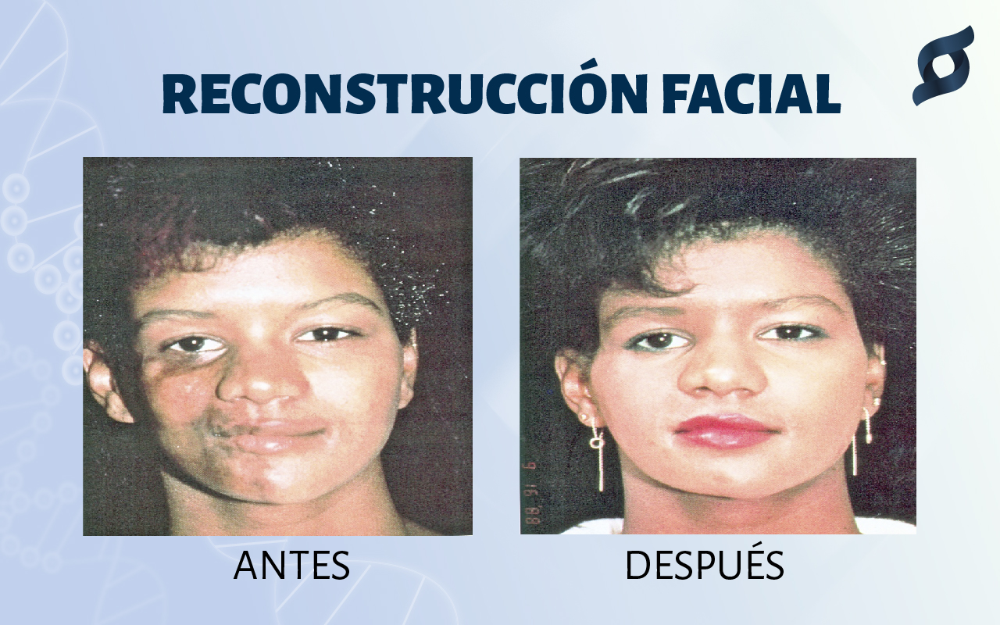 RECONSTRUCCIÓN FACIAL
ANTES
DESPUÉS